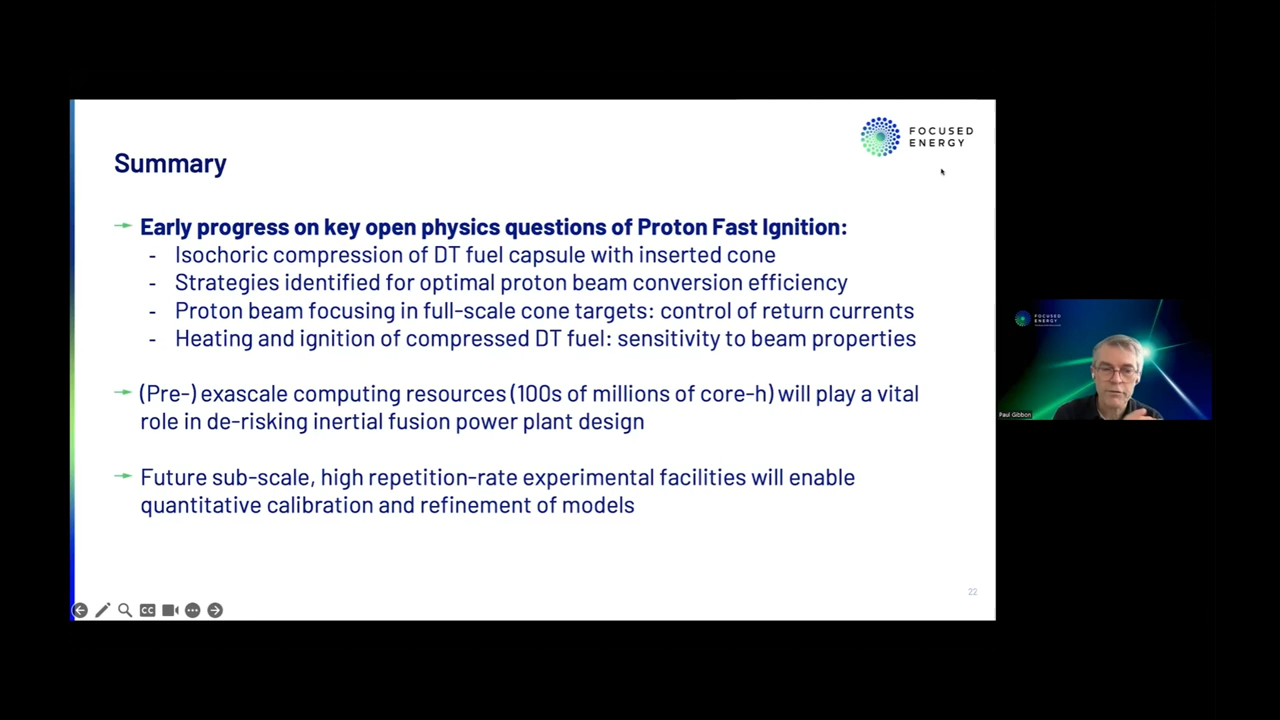 FOCUSED
ENERGY
Summary
Early progress on key open physics questions of Proton Fast Ignition:
- Isochoric compression of DT fuel capsule with inserted cone
- Strategies identified for optimal proton beam conversion efficiency
- Proton beam focusing in full-scale cone targets: control of return currents
- Heating and ignition of compressed DT fuel: sensitivity to beam properties
(Pre-) exascale computing resources (100s of millions of core-h) will play a vital
role in de-risking inertial fusion power plant design
Future sub-scale, high repetition-rate experimental facilities will enable
quantitative calibration and refinement of models
22
CC
FOCUSED
ENERGY
Paul Gibbon